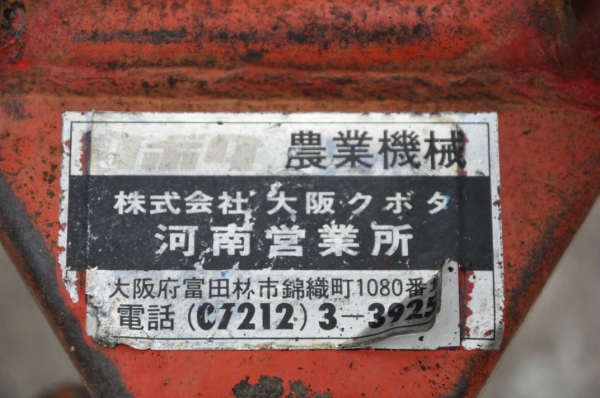 農業機械
株式会社 大阪クボタ
河南営業所
大阪府富田林市錦織町1080番
電話(07212)3-3925